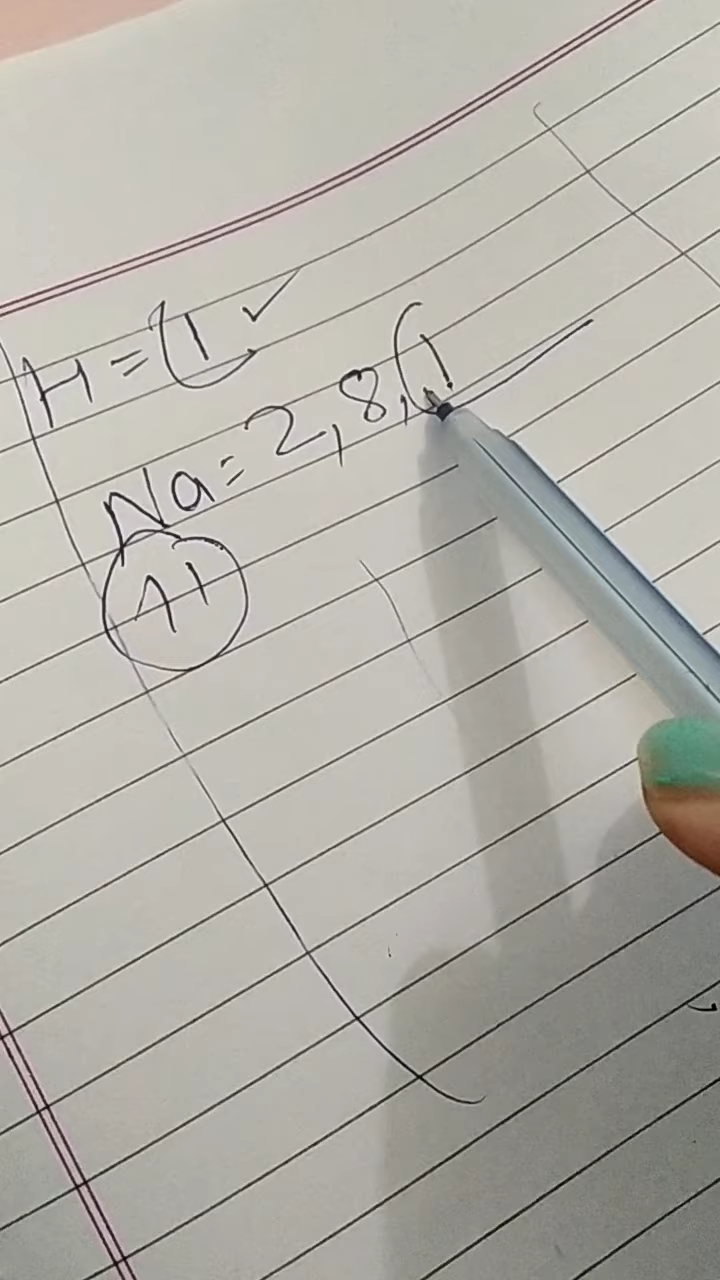 H = (1 ✓
Na = 2, 8, (1
11